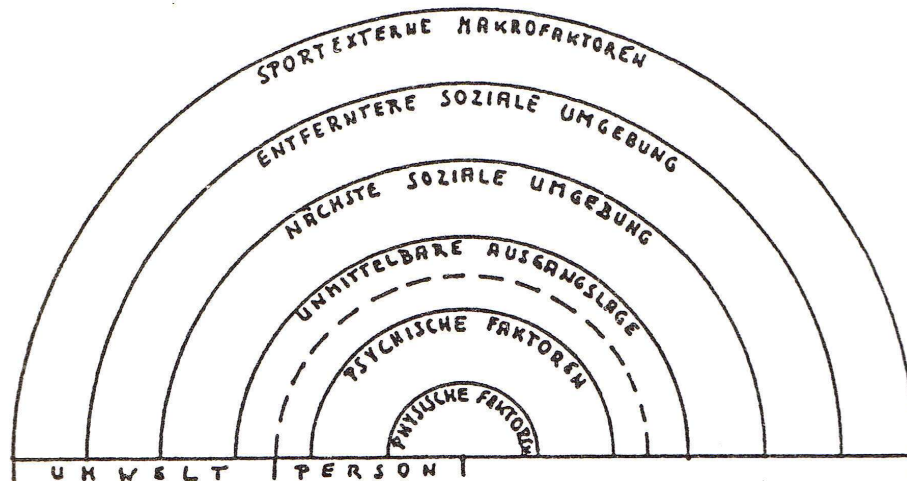 SPORTEXTERNE MAKROFAKTOREN
ENTFERNTERE SOZIALE UMGEBUNG
NÄCHSTE SOZIALE UMGEBUNG
UNMITTELBARE AUSGANGSLAGE
PSYCHISCHE FAKTOREN
PHYSISCHE FAKTOREN
UMWELT PERSON